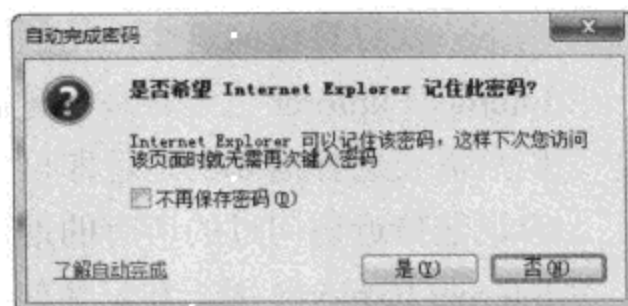 自动完成密码
是否希望 Internet Explorer 记住此密码?
Internet Explorer 可以记住该密码，这样下次您访问
该页面时就无需再次键入密码
不再保存密码(D)
了解自动完成
是(Y) 否(N)